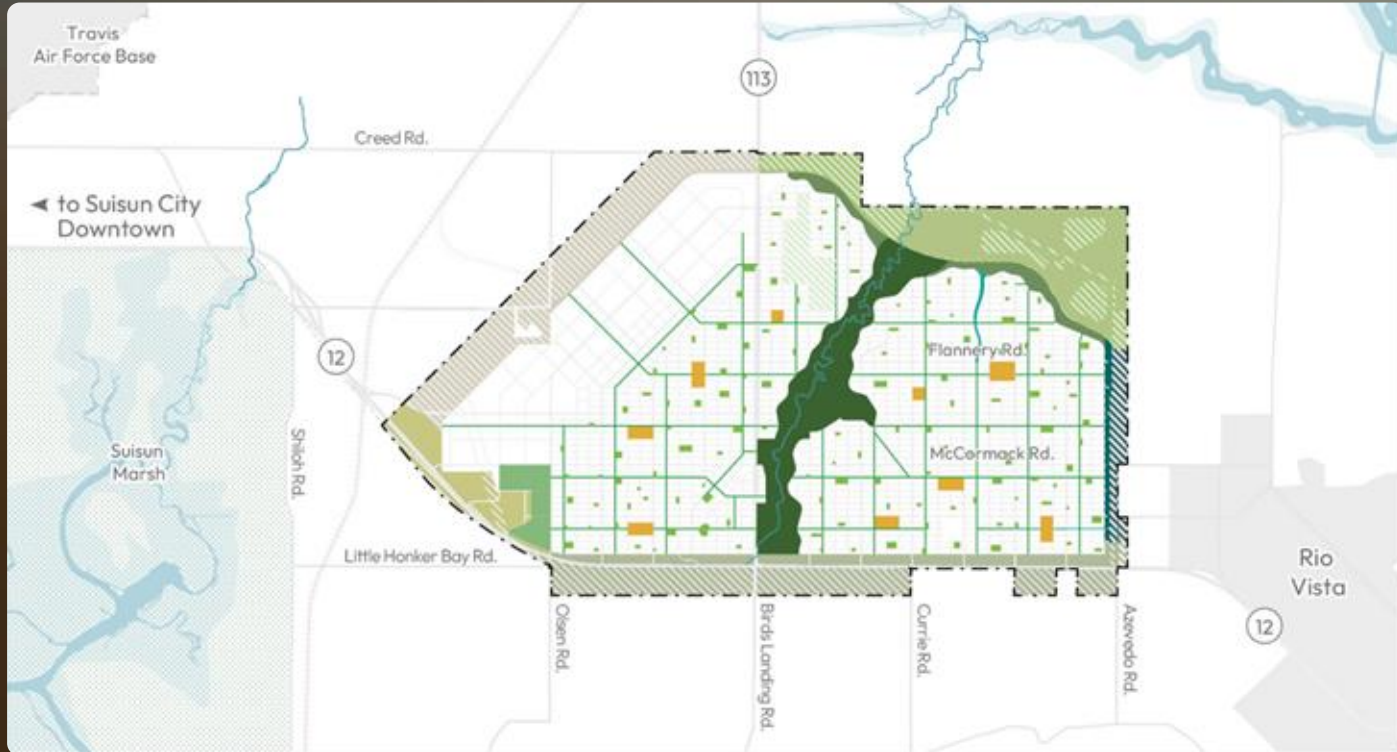 Travis
Air Force Base
113
Creed Rd.
◄ to Suisun City
Downtown
12
Flannery Rd.
Suisun
Marsh
Shiloh Rd.
McCormack Rd.
Little Honker Bay Rd.
Rio
Vista
Olsen Rd.
Birds Landing Rd.
Currie Rd.
Azevedo Rd.
12